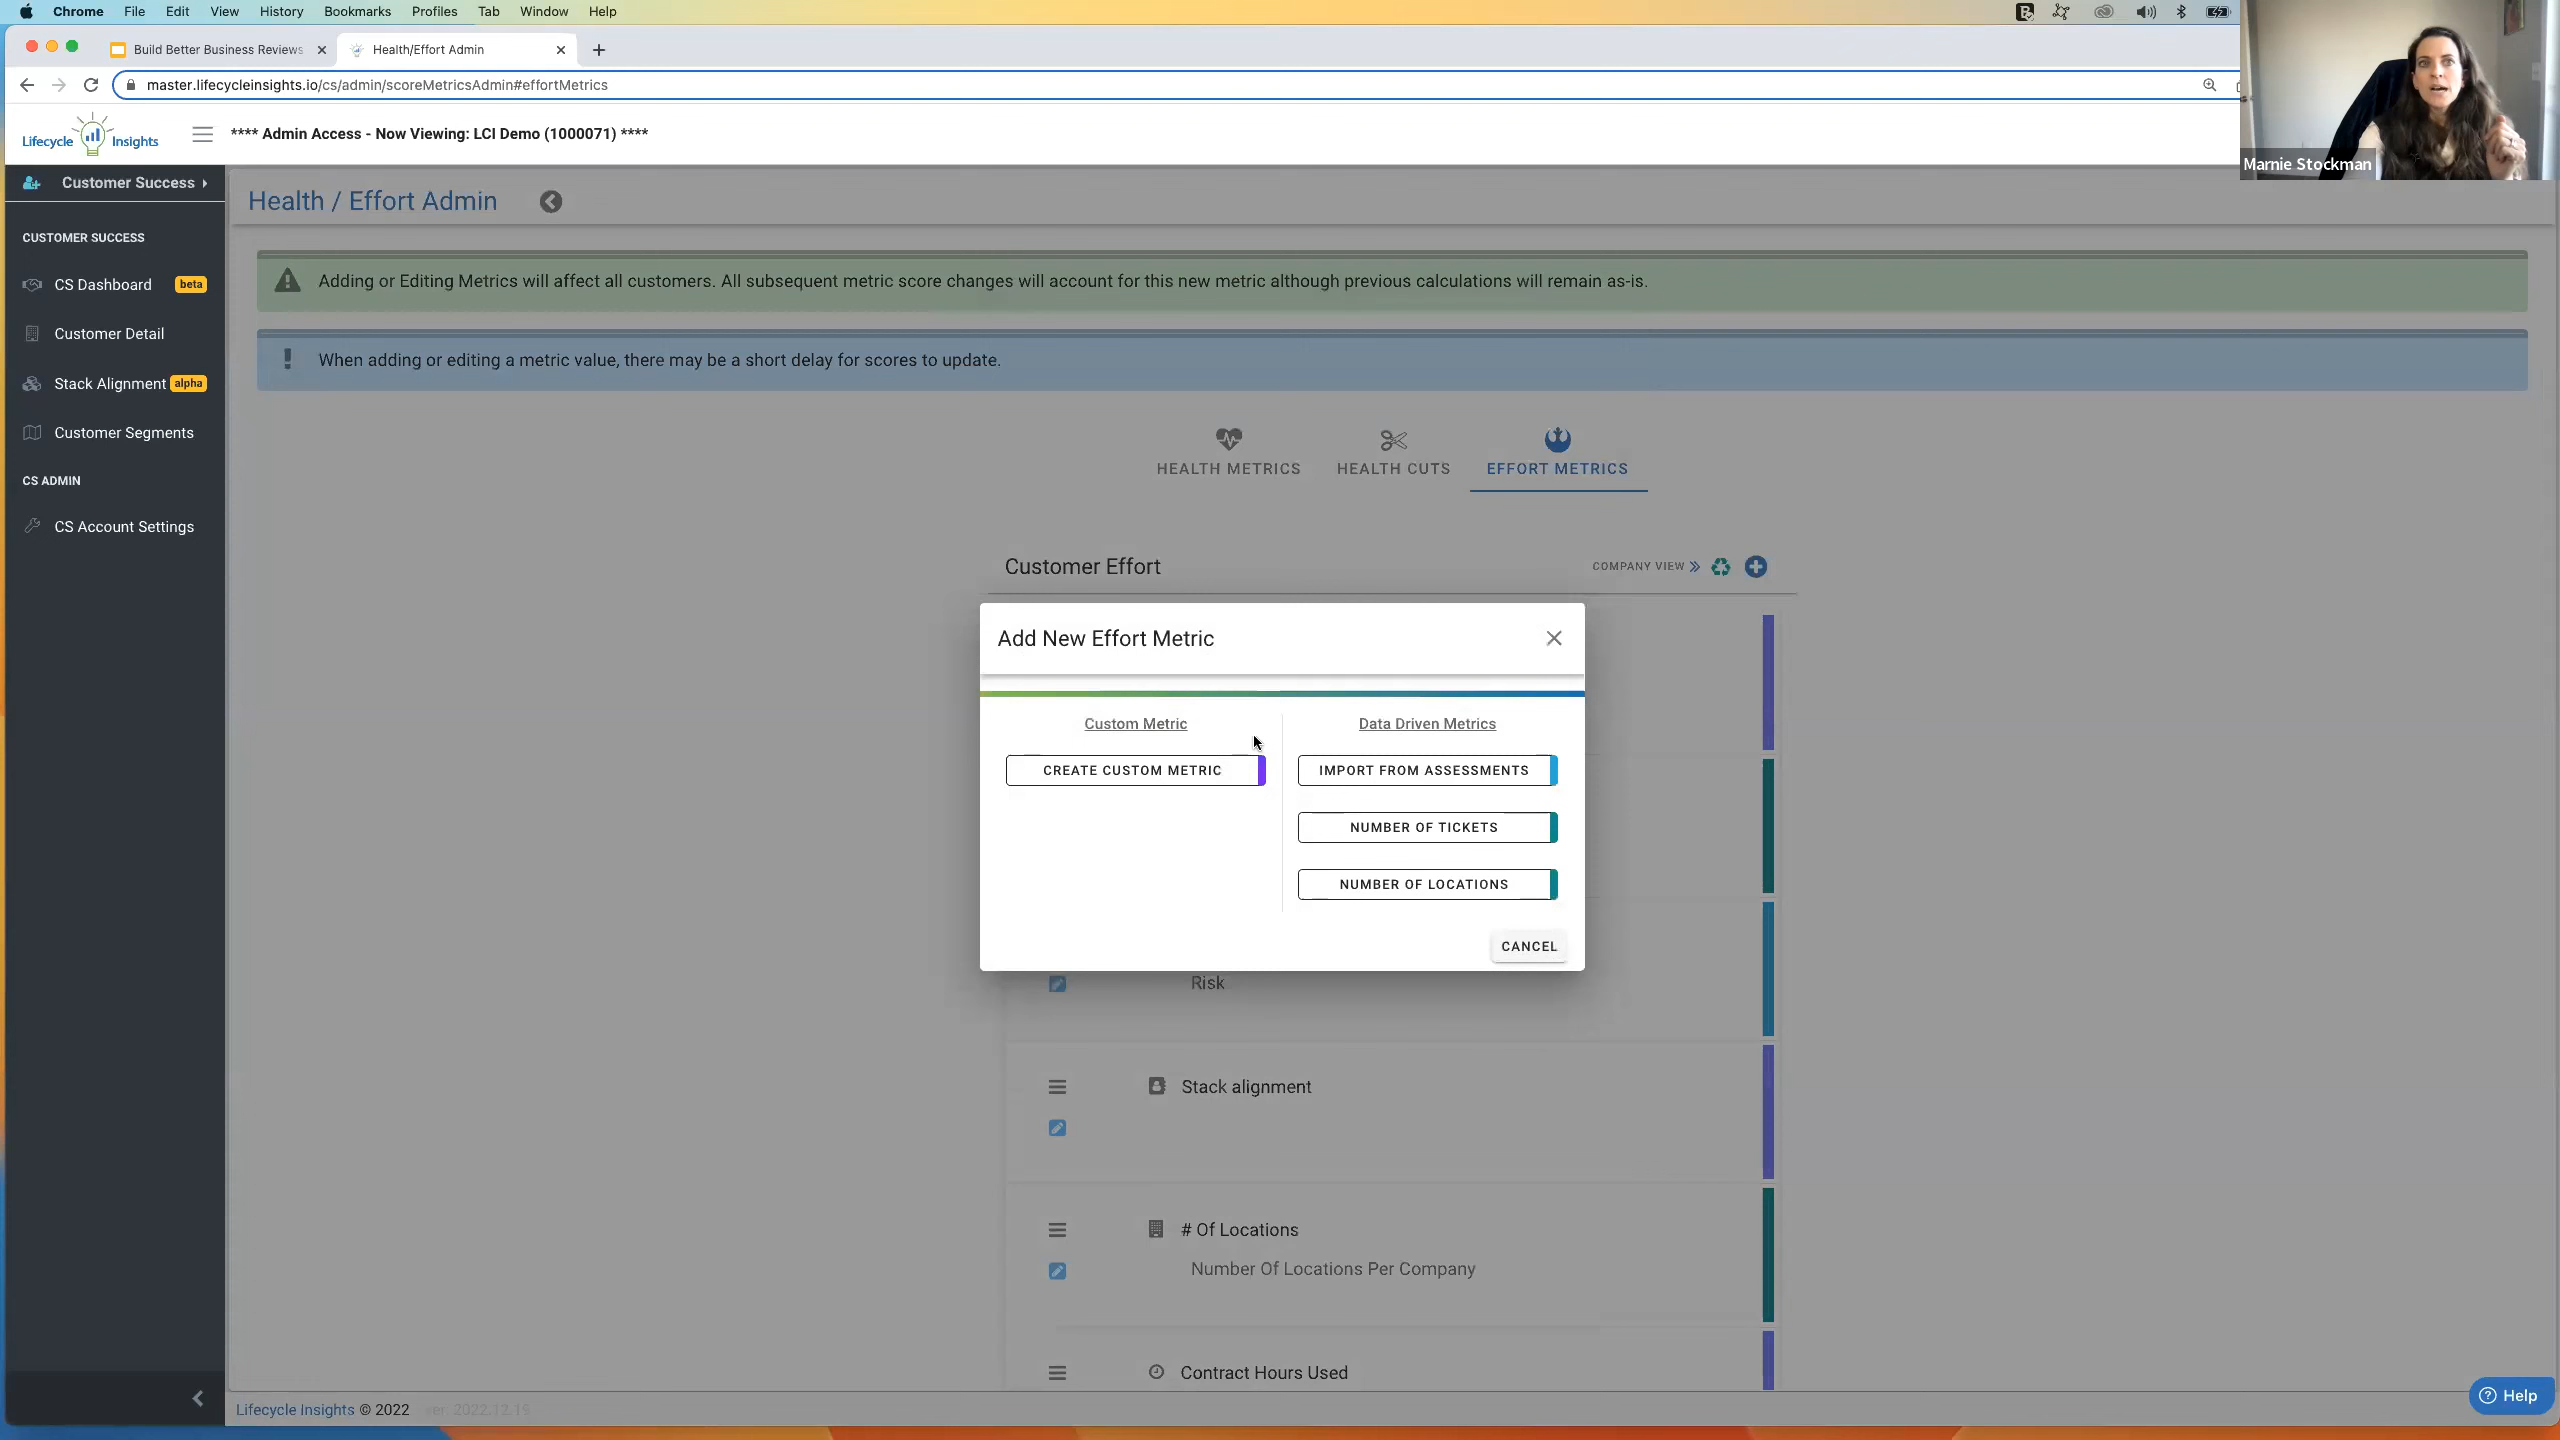 Chrome File Edit View History Bookmarks Profiles Tab Window Help
Build Better Business Reviews
Health/Effort Admin
master.lifecycleinsights.io/cs/admin/scoreMetricsAdmin#effortMetrics
Lifecycle Insights
**** Admin Access - Now Viewing: LCI Demo (1000071) ****
Marnie Stockman
Customer Success
Health / Effort Admin
CUSTOMER SUCCESS
CS Dashboard beta
Customer Detail
Stack Alignment alpha
Customer Segments
CS ADMIN
CS Account Settings
Adding or Editing Metrics will affect all customers. All subsequent metric score changes will account for this new metric although previous calculations will remain as-is.
When adding or editing a metric value, there may be a short delay for scores to update.
HEALTH METRICS
HEALTH CUTS
EFFORT METRICS
Customer Effort
COMPANY VIEW
Add New Effort Metric
Custom Metric
CREATE CUSTOM METRIC
Data Driven Metrics
IMPORT FROM ASSESSMENTS
NUMBER OF TICKETS
NUMBER OF LOCATIONS
CANCEL
Risk
Stack alignment
# Of Locations
Number Of Locations Per Company
Contract Hours Used
Help
Lifecycle Insights © 2022 ver. 2022.12.19